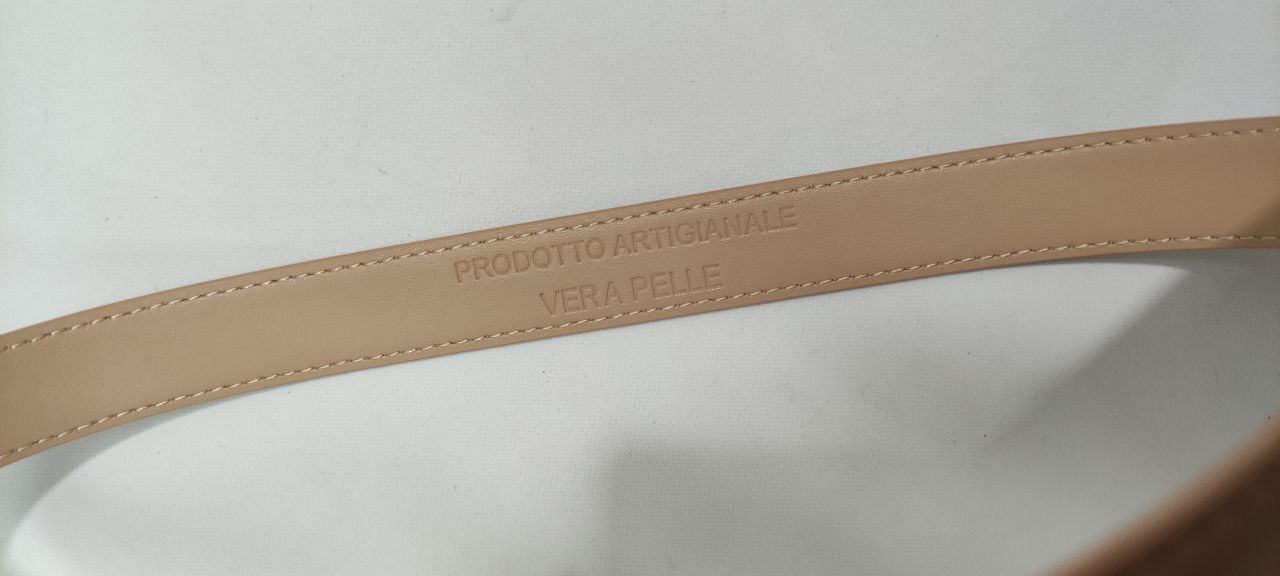 PRODOTTO ARTIGIANALE
VERA PELLE